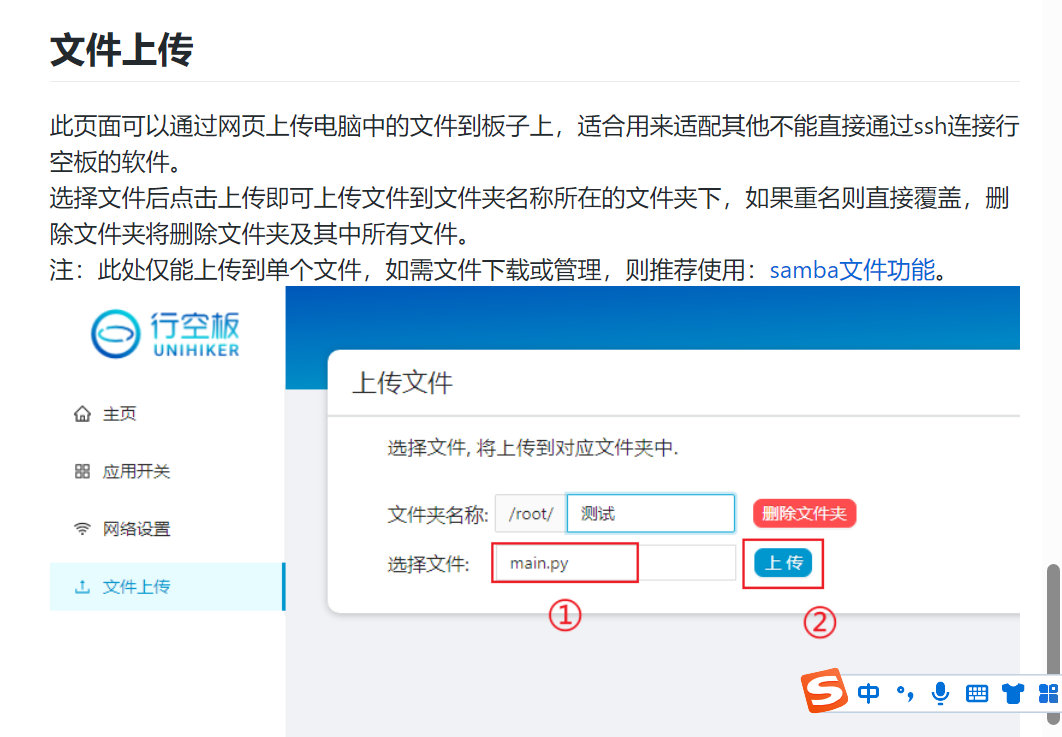 文件上传
此页面可以通过网页上传电脑中的文件到板子上，适合用来适配其他不能直接通过ssh连接行
空板的软件。
选择文件后点击上传即可上传文件到文件夹名称所在的文件夹下，如果重名则直接覆盖，删
除文件夹将删除文件夹及其中所有文件。
注：此处仅能上传到单个文件，如需文件下载或管理，则推荐使用：samba文件功能。
行空板
UNIHIKER
上传文件
主页
选择文件, 将上传到对应文件夹中.
应用开关
文件夹名称: /root/ 测试 删除文件夹
网络设置
选择文件: main.py 上 传
文件上传
① ②
S 中 °,